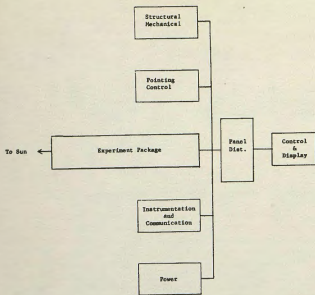 Structural
Mechanical
Pointing
Control
To Sun
Experiment Package
Panel
Dist.
Control
&
Display
Instrumentation
and
Communication
Power